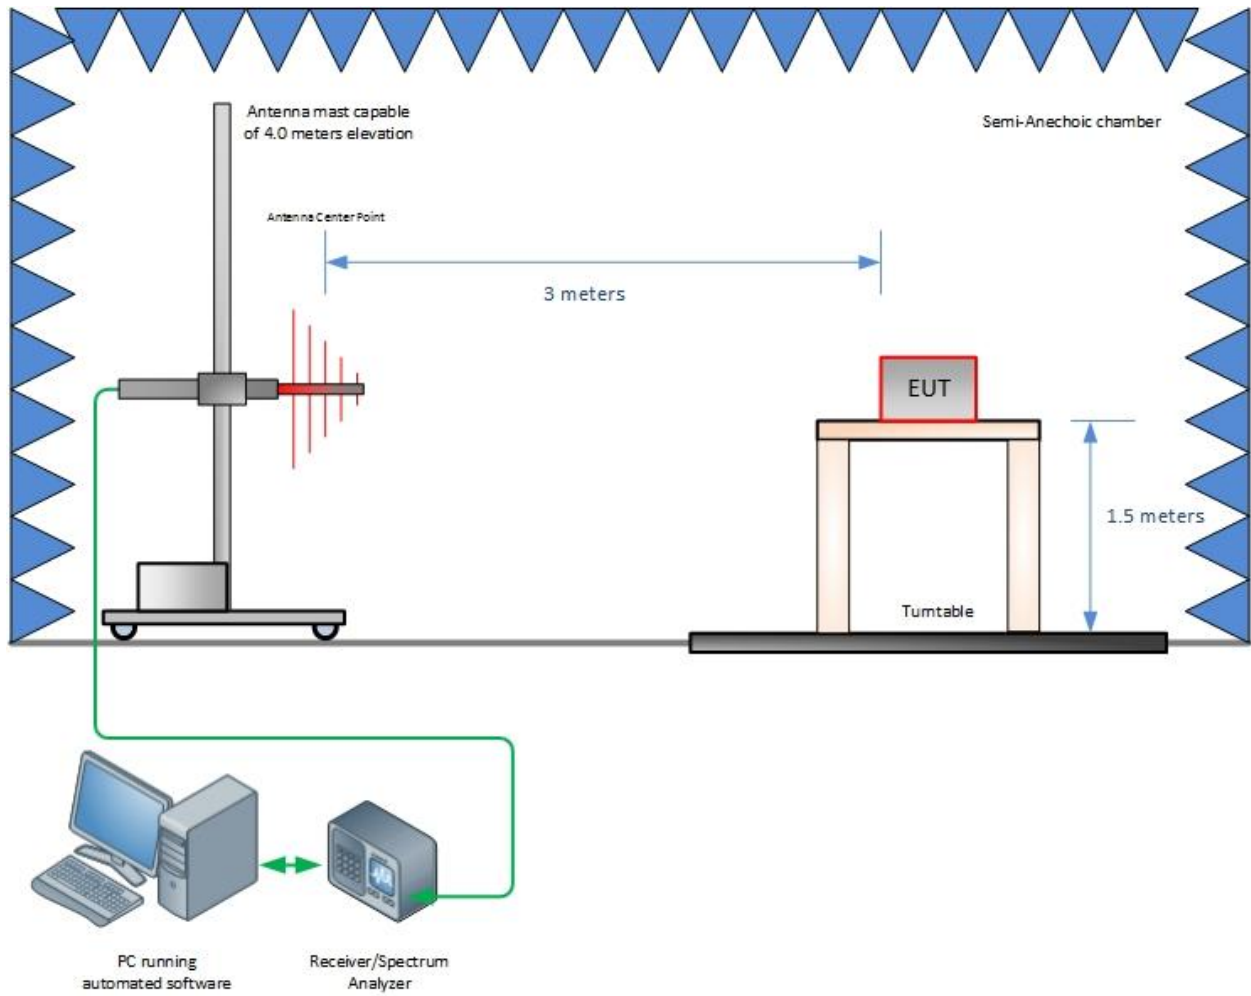 Antenna mast capable
of 4.0 meters elevation
Semi-Anechoic chamber
Antenna Center Point
3 meters
EUT
1.5 meters
Turntable
PC running
automated software
Receiver/Spectrum
Analyzer